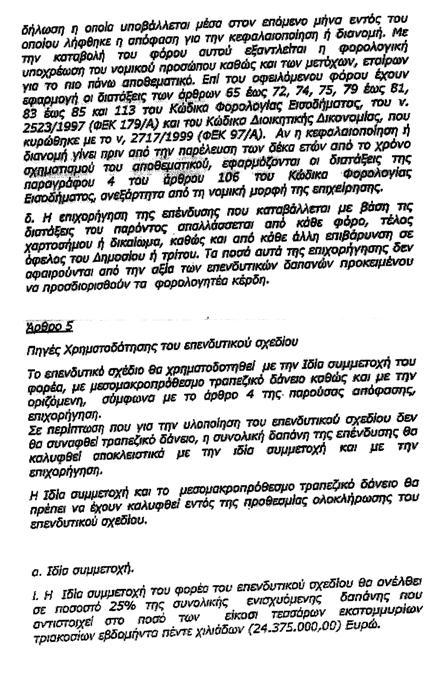 δήλωση η οποία υποβάλλεται μέσα στον επόμενο μήνα εντός του
οποίου λήφθηκε η απόφαση για την κεφαλαιοποίηση ή διανομή. Με
την καταβολή του φόρου αυτού εξαντλείται η φορολογική
υποχρέωση του νομικού προσώπου καθώς και των μετόχων, εταίρων
για το πιο πάνω αποθεματικό. Επί του οφειλόμενου φόρου έχουν
εφαρμογή οι διατάξεις των άρθρων 65 έως 72, 74, 75, 79 έως 81,
83 έως 85 και 113 του Κώδικα Φορολογίας Εισοδήματος, του ν.
2523/1997 (ΦΕΚ 179/Α) και του Κώδικα Διοικητικής Δικονομίας, που
κυρώθηκε με το ν, 2717/1999 (ΦΕΚ 97/Α). Αν η κεφαλαιοποίηση ή
διανομή γίνει πριν από την παρέλευση των δέκα ετών από το χρόνο
σχηματισμού του αποθεματικού, εφαρμόζονται οι διατάξεις της
παραγράφου 4 του άρθρου 106 του Κώδικα Φορολογίας
Εισοδήματος, ανεξάρτητα από τη νομική μορφή της επιχείρησης.
δ. Η επιχορήγηση της επένδυσης που καταβάλλεται με βάση τις
διατάξεις του παρόντος απαλλάσσεται από κάθε φόρο, τέλος
χαρτοσήμου ή δικαίωμα, καθώς και από κάθε άλλη επιβάρυνση σε
όφελος του Δημοσίου ή τρίτου. Τα ποσά αυτά της επιχορήγησης δεν
αφαιρούνται από την αξία των επενδυτικών δαπανών προκειμένου
να προσδιορισθούν τα φορολογητέα κέρδη.
Άρθρο 5
Πηγές Χρηματοδότησης του επενδυτικού σχεδίου
Το επενδυτικό σχέδιο θα χρηματοδοτηθεί με την Ιδία συμμετοχή του
φορέα, με μεσομακροπρόθεσμο τραπεζικό δάνειο καθώς και με την
οριζόμενη, σύμφωνα με το άρθρο 4 της παρούσας απόφασης,
επιχορήγηση.
Σε περίπτωση που για την υλοποίηση του επενδυτικού σχεδίου δεν
θα συναφθεί τραπεζικό δάνειο, η συνολική δαπάνη της επένδυσης θα
καλυφθεί αποκλειστικά με την ιδία συμμετοχή και με την
επιχορήγηση.
Η Ιδία συμμετοχή και το μεσομακροπρόθεσμο τραπεζικό δάνειο θα
πρέπει να έχουν καλυφθεί εντός της προθεσμίας ολοκλήρωσης του
επενδυτικού σχεδίου.
α. Ιδία συμμετοχή.
i. Η Ιδία συμμετοχή του φορέα του επενδυτικού σχεδίου θα ανέλθει
σε ποσοστό 25% της συνολικής ενισχυόμενης δαπάνης που
αντιστοιχεί στο ποσό των είκοσι τεσσάρων εκατομμυρίων
τριακοσίων εβδομήντα πέντε χιλιάδων (24.375.000,00) Ευρώ.